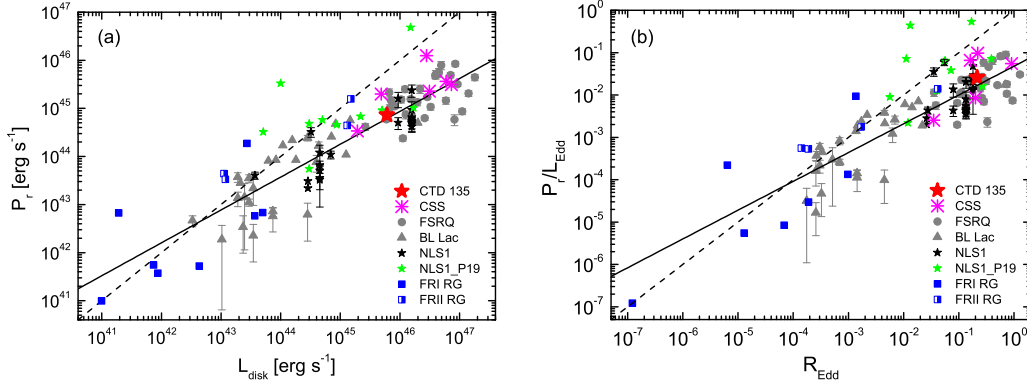 (a)
P_r [erg s^-1]
10^47
10^46
10^45
10^44
10^43
10^42
10^41
CTD 135
CSS
FSRQ
BL Lac
NLS1
NLS1_P19
FRI RG
FRII RG
10^41 10^42 10^43 10^44 10^45 10^46 10^47
L_disk [erg s^-1]
(b)
P_r/L_Edd
10^0
10^-1
10^-2
10^-3
10^-4
10^-5
10^-6
10^-7
CTD 135
CSS
FSRQ
BL Lac
NLS1
NLS1_P19
FRI RG
FRII RG
10^-7 10^-6 10^-5 10^-4 10^-3 10^-2 10^-1 10^0
R_Edd